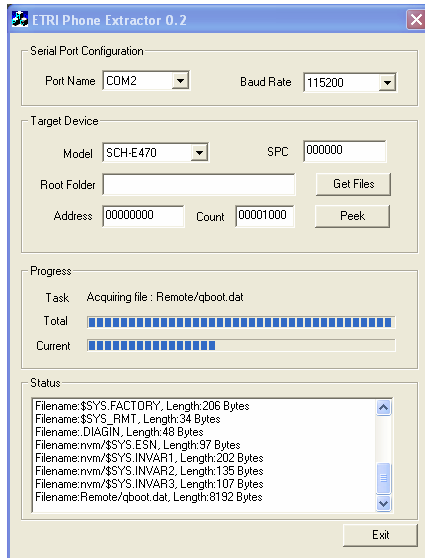 ETRI Phone Extractor 0.2
Serial Port Configuration
Port Name COM2 Baud Rate 115200
Target Device
Model SCH-E470 SPC 000000
Root Folder Get Files
Address 00000000 Count 00001000 Peek
Progress
Task Acquiring file : Remote/qboot.dat
Total
Current
Status
Filename:$SYS.FACTORY, Length:206 Bytes
Filename:$SYS_RMT, Length:34 Bytes
Filename:.DIAGIN, Length:48 Bytes
Filename:nvm/$SYS.ESN, Length:97 Bytes
Filename:nvm/$SYS.INVAR1, Length:202 Bytes
Filename:nvm/$SYS.INVAR2, Length:135 Bytes
Filename:nvm/$SYS.INVAR3, Length:107 Bytes
Filename:Remote/qboot.dat, Length:8192 Bytes
Exit